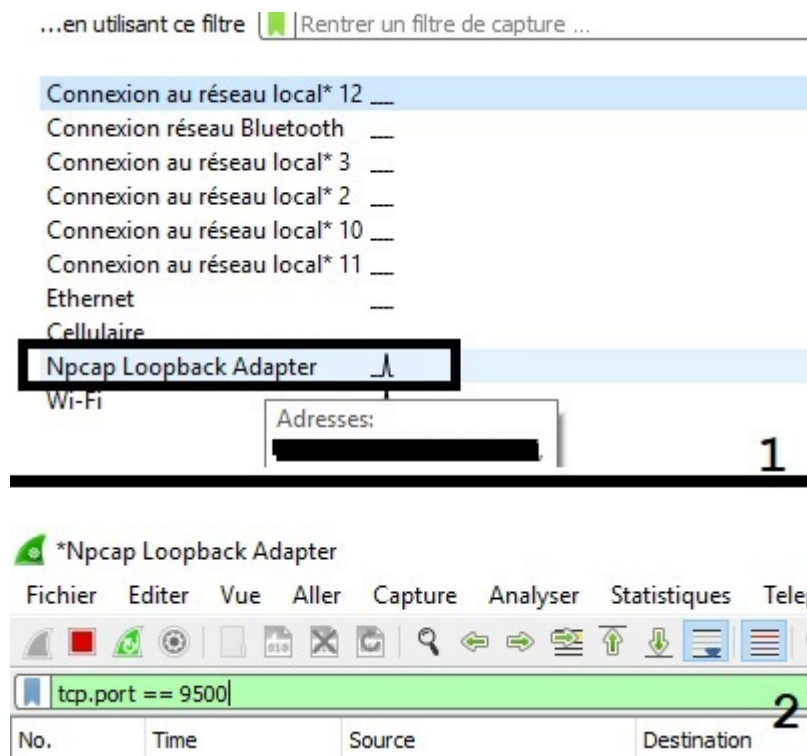 ...en utilisant ce filtre Rentrer un filtre de capture ...
Connexion au réseau local* 12
Connexion réseau Bluetooth
Connexion au réseau local* 3
Connexion au réseau local* 2
Connexion au réseau local* 10
Connexion au réseau local* 11
Ethernet
Cellulaire
Npcap Loopback Adapter
Wi-Fi
Adresses:
1
*Npcap Loopback Adapter
Fichier Editer Vue Aller Capture Analyser Statistiques Telep
tcp.port == 9500
2
No. Time Source Destination